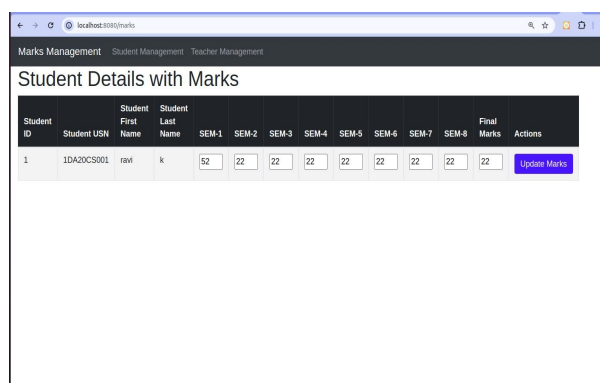 localhost:8080/marks
Marks Management Student Management Teacher Management
Student Details with Marks
Student ID Student USN Student First Name Student Last Name SEM-1 SEM-2 SEM-3 SEM-4 SEM-5 SEM-6 SEM-7 SEM-8 Final Marks Actions
1 1DA20CS001 ravi k 52 22 22 22 22 22 22 22 22 Update Marks